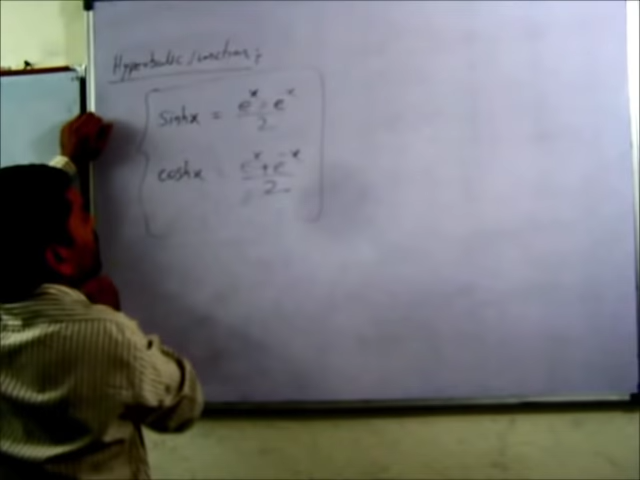 Hyperbolic functions:
sinhx = e^x - e^-x / 2
coshx = e^x + e^-x / 2